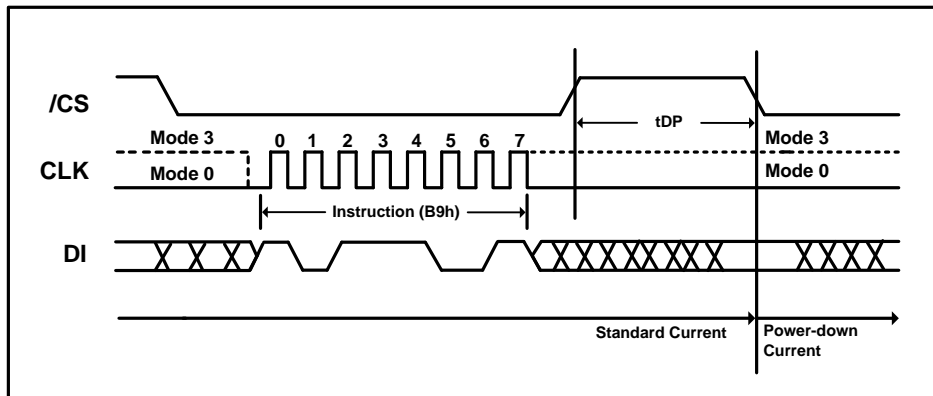 /CS
tDP
Mode 3
Mode 3
0 1 2 3 4 5 6 7
CLK
Mode 0
Mode 0
Instruction (B9h)
DI
Standard Current
Power-down
Current